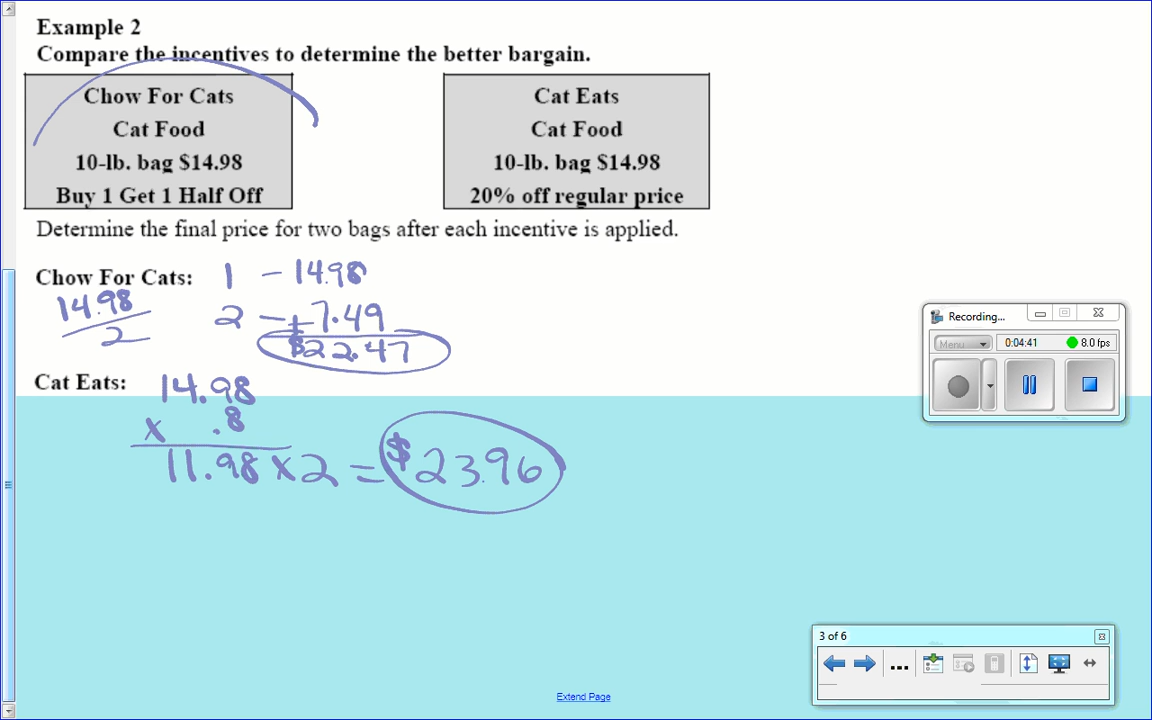 Example 2
Compare the incentives to determine the better bargain.
Chow For Cats
Cat Food
10-lb. bag $14.98
Buy 1 Get 1 Half Off
Cat Eats
Cat Food
10-lb. bag $14.98
20% off regular price
Determine the final price for two bags after each incentive is applied.
Chow For Cats: 1 - 14.98
14.98
2
2 - +7.49
$22.47
Cat Eats: 14.98
x .8
11.98 x 2 = $23.96
Recording...
Menu
0:04:41
8.0 fps
3 of 6
...
Extend Page